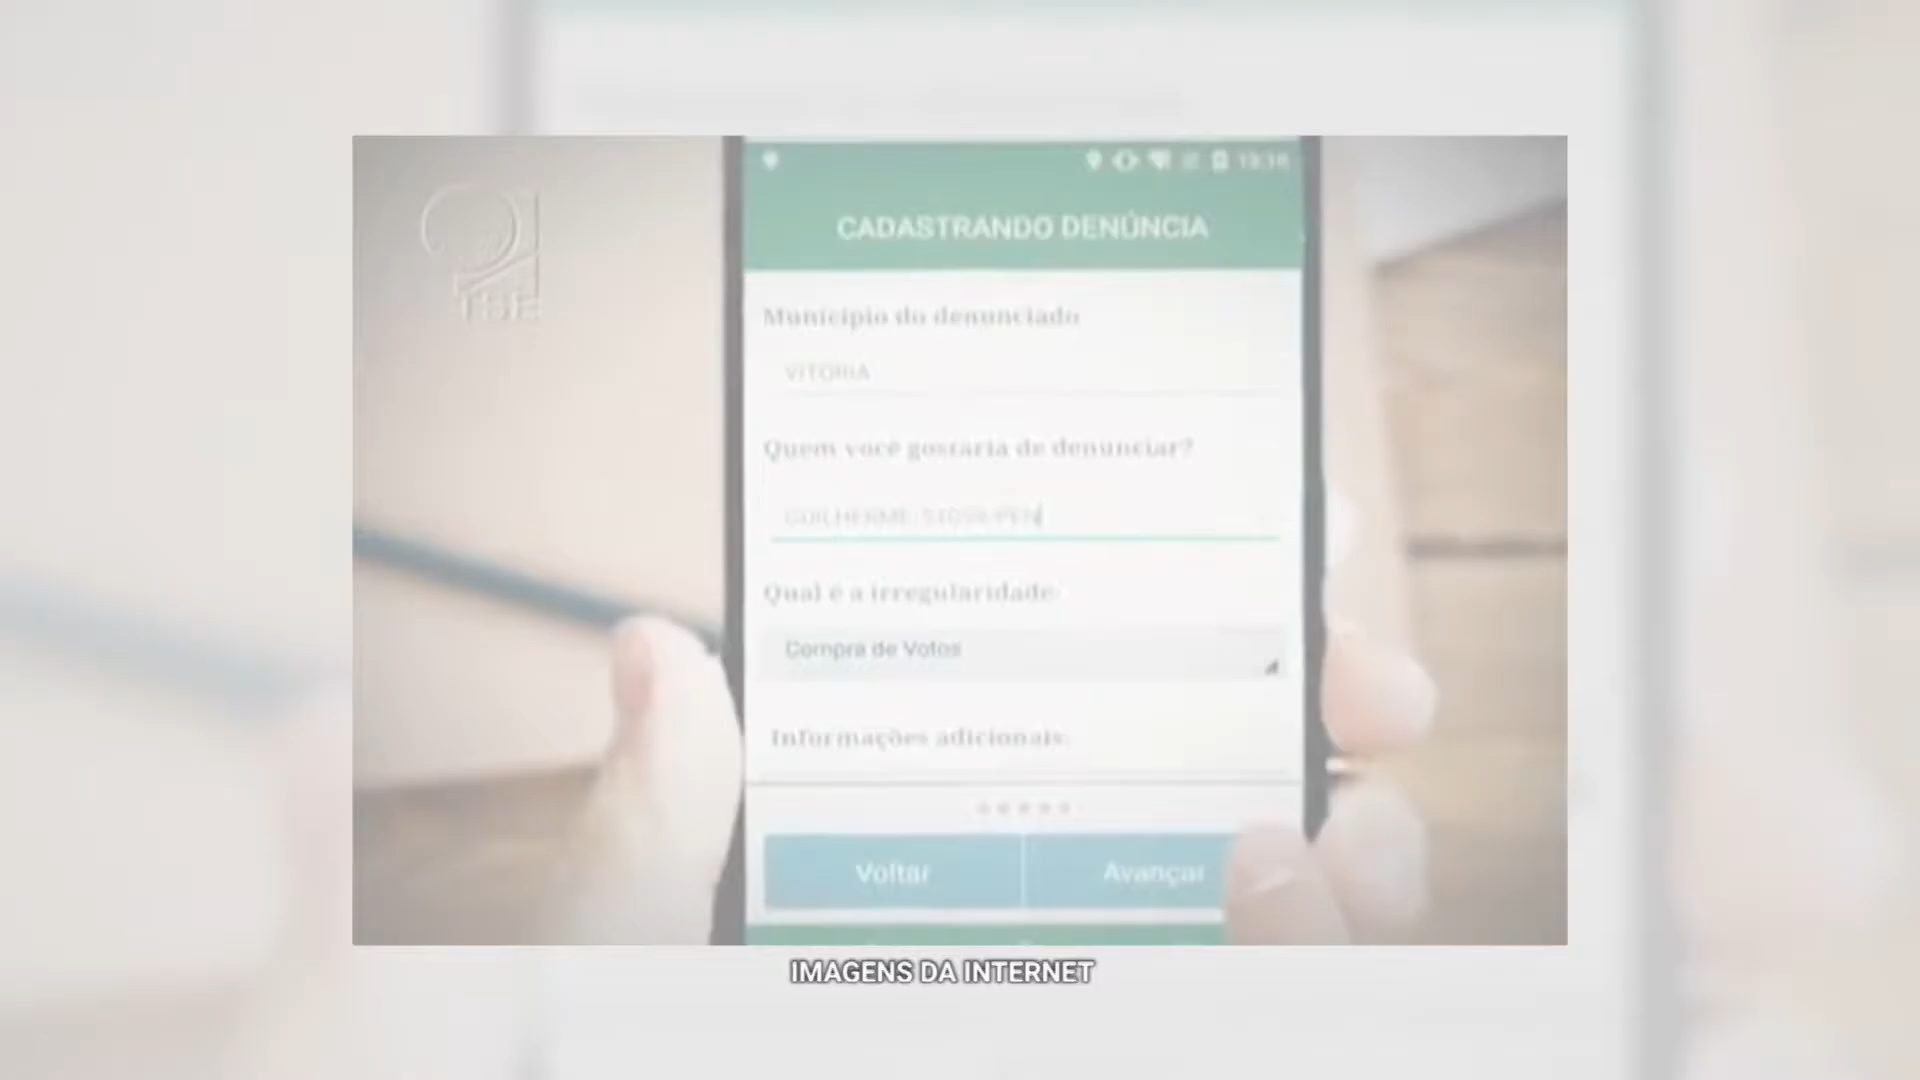 TSE
CADASTRANDO DENÚNCIA
Município do denunciado
VITORIA
Quem você gostaria de denunciar?
GUILHERME
Qual é a irregularidade
Compra de Votos
Informações adicionais:
Voltar
Avançar
IMAGENS DA INTERNET